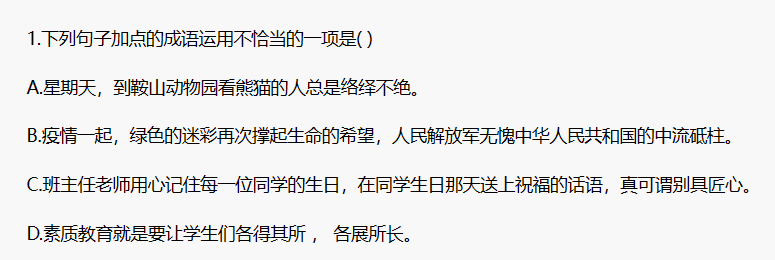 1.下列句子加点的成语运用不恰当的一项是( )
A.星期天，到鞍山动物园看熊猫的人总是络绎不绝。
B.疫情一起，绿色的迷彩再次撑起生命的希望，人民解放军无愧中华人民共和国的中流砥柱。
C.班主任老师用心记住每一位同学的生日，在同学生日那天送上祝福的话语，真可谓别具匠心。
D.素质教育就是要让学生们各得其所 ， 各展所长。